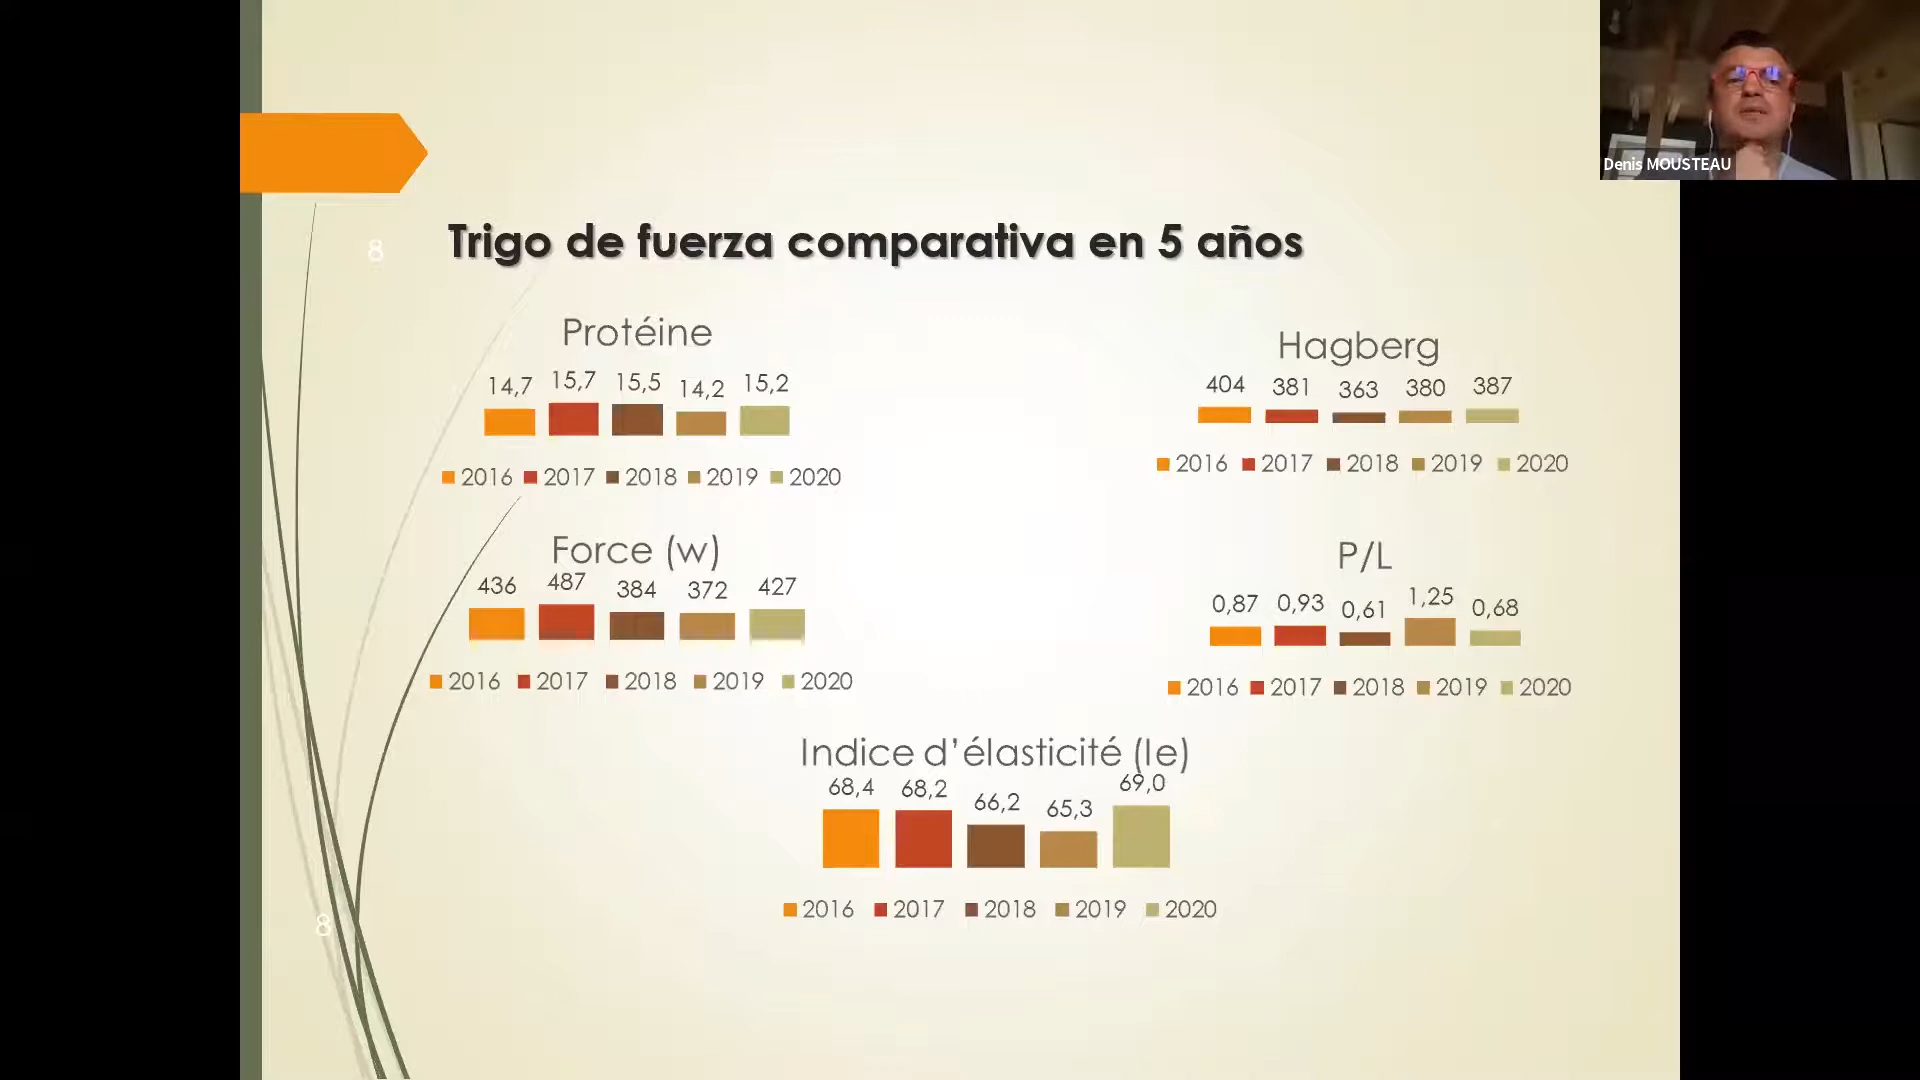 Denis MOUSTEAU
8
Trigo de fuerza comparativa en 5 años
Protéine
14,7 15,7 15,5 14,2 15,2
2016 2017 2018 2019 2020
Hagberg
404 381 363 380 387
2016 2017 2018 2019 2020
Force (w)
436 487 384 372 427
2016 2017 2018 2019 2020
P/L
0,87 0,93 0,61 1,25 0,68
2016 2017 2018 2019 2020
Indice d’élasticité (Ie)
68,4 68,2 66,2 65,3 69,0
2016 2017 2018 2019 2020
8